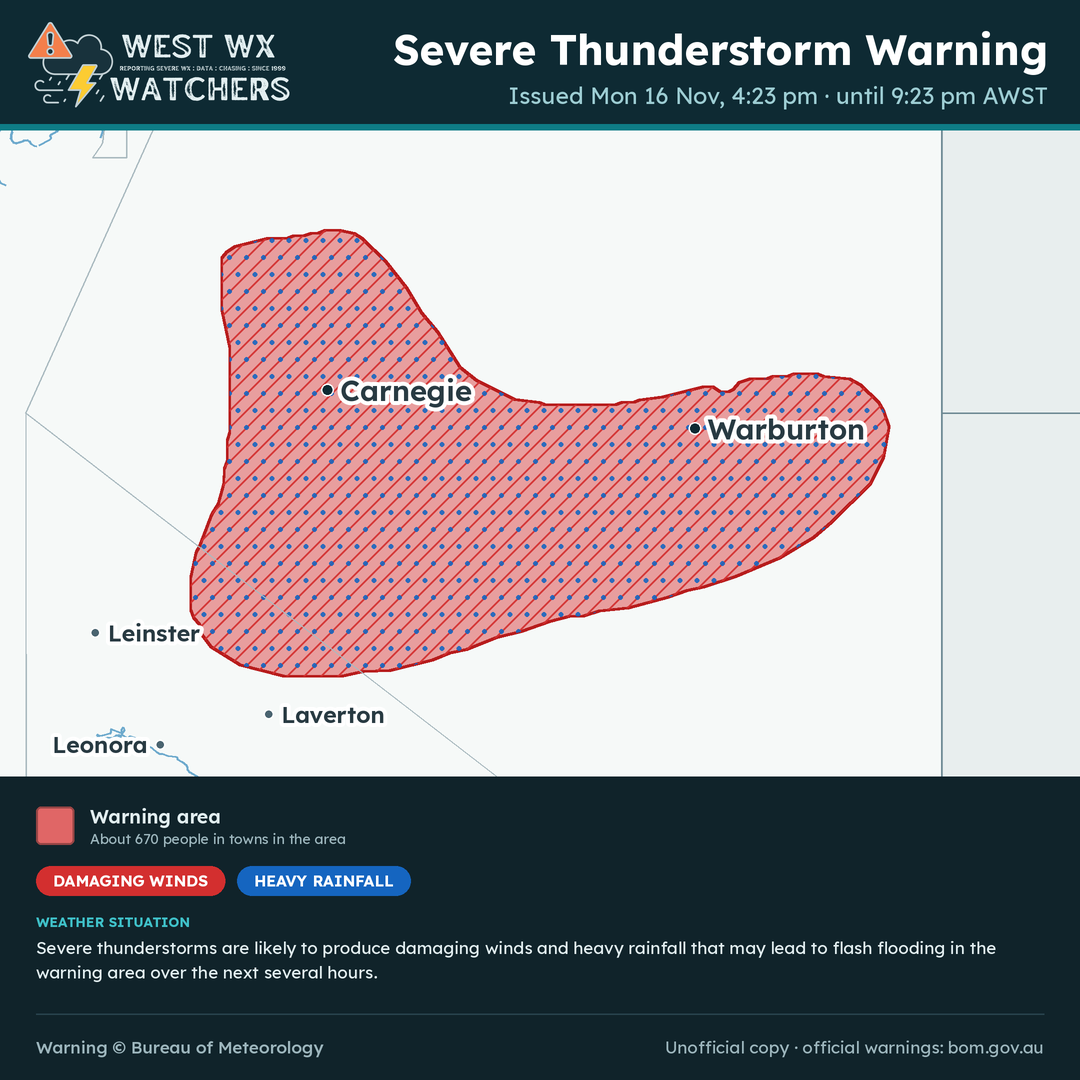 WEST WX
REPORTING SEVERE WX : DATA : CHASING : SINCE 1999
WATCHERS
Severe Thunderstorm Warning
Issued Mon 16 Nov, 4:23 pm · until 9:23 pm AWST
Carnegie
Warburton
Leinster
Laverton
Leonora
Warning area
About 670 people in towns in the area
DAMAGING WINDS
HEAVY RAINFALL
WEATHER SITUATION
Severe thunderstorms are likely to produce damaging winds and heavy rainfall that may lead to flash flooding in the
warning area over the next several hours.
Warning © Bureau of Meteorology
Unofficial copy · official warnings: bom.gov.au